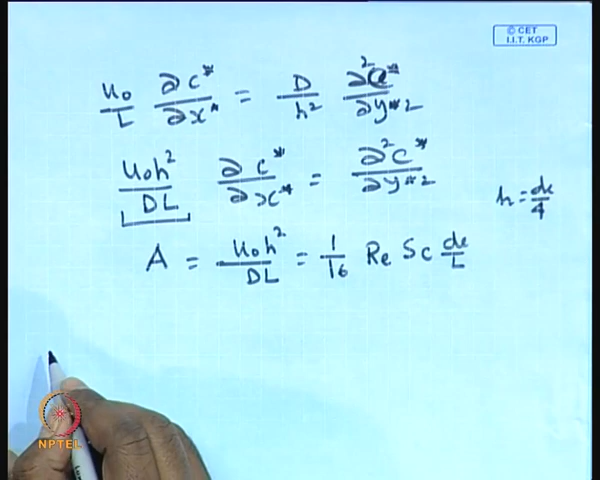 © CET
I.I.T. KGP
u₀/L ∂c*/∂x* = D/h² ∂²c*/∂y*²
u₀h²/DL ∂c*/∂x* = ∂²c*/∂y*²
h = de/4
A = u₀h²/DL = 1/16 Re Sc de/L
NPTEL